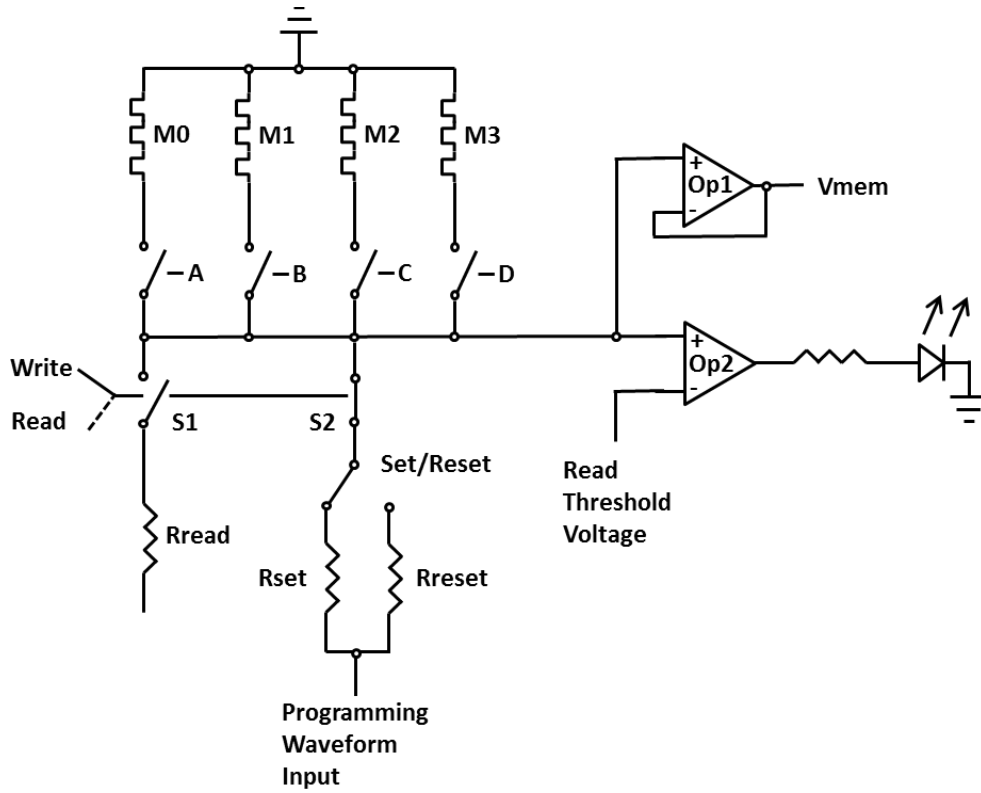 M0
M1
M2
M3
+
Op1
-
Vmem
A
B
C
D
+
Op2
-
Write
Read
S1
S2
Set/Reset
Read
Threshold
Voltage
Rread
Rset
Rreset
Programming
Waveform
Input